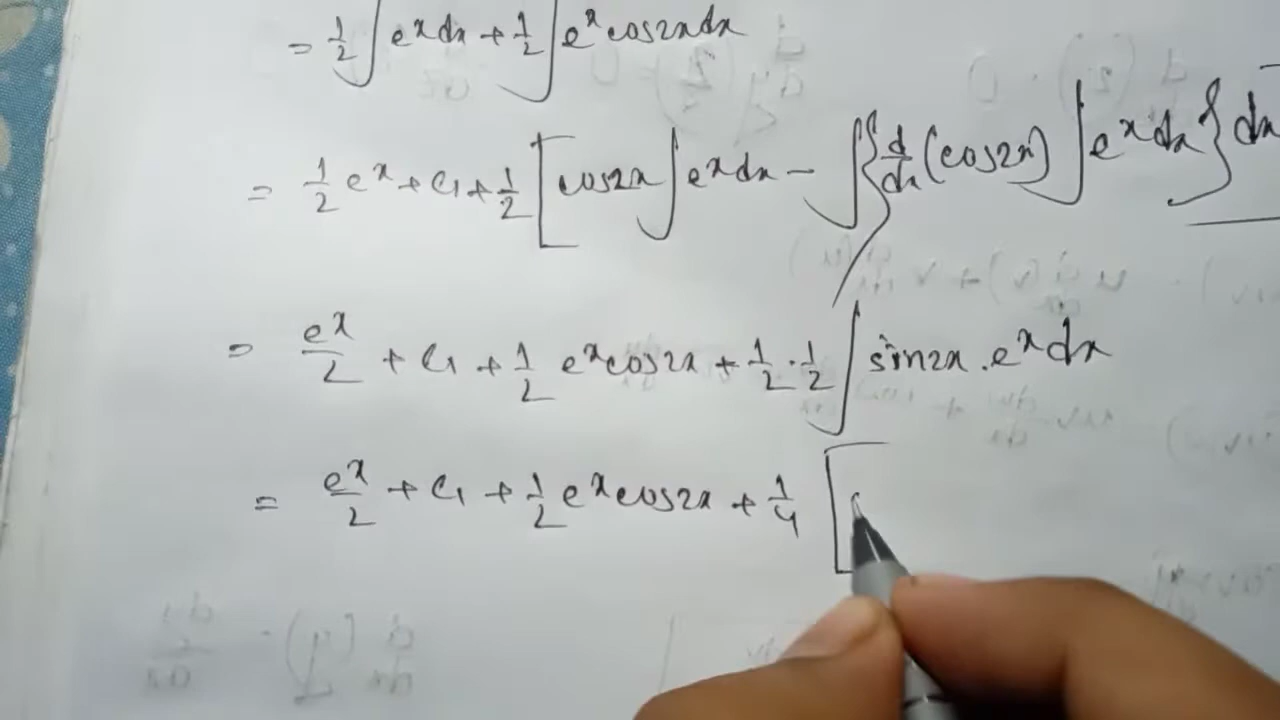 = 1/2 ∫ e^x dx + 1/2 ∫ e^x cos2x dx
= 1/2 e^x + C₁ + 1/2 [cos2x ∫ e^x dx - ∫{d/dx (cos2x) ∫ e^x dx} dx
= e^x/2 + C₁ + 1/2 e^x cos2x + 1/2 · 1/2 ∫ sin2x . e^x dx
= e^x/2 + C₁ + 1/2 e^x cos2x + 1/4 [